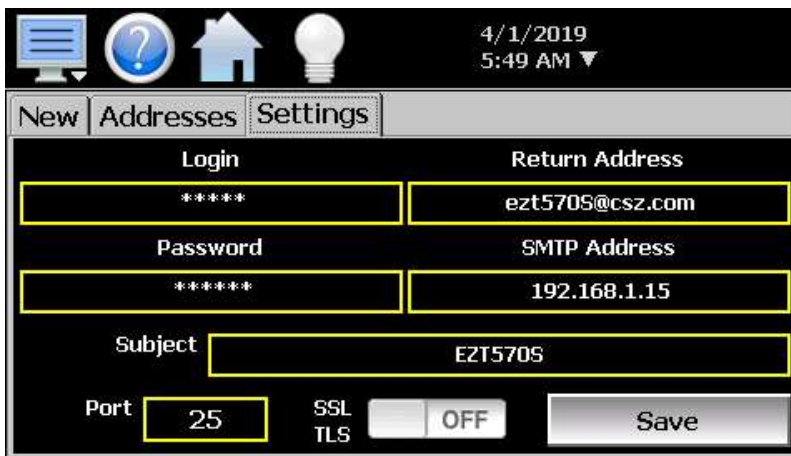 4/1/2019
5:49 AM ▼
New Addresses Settings
Login Return Address
***** ezt570S@csz.com
Password SMTP Address
****** 192.168.1.15
Subject EZT570S
Port 25 SSL TLS OFF Save